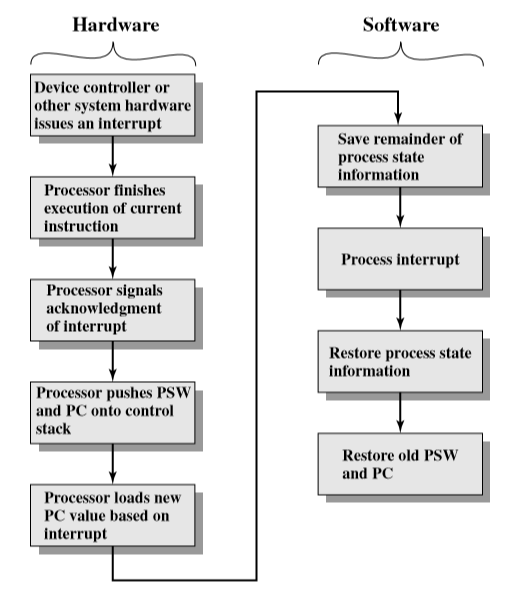 Hardware
Device controller or
other system hardware
issues an interrupt
Processor finishes
execution of current
instruction
Processor signals
acknowledgment
of interrupt
Processor pushes PSW
and PC onto control
stack
Processor loads new
PC value based on
interrupt
Software
Save remainder of
process state
information
Process interrupt
Restore process state
information
Restore old PSW
and PC